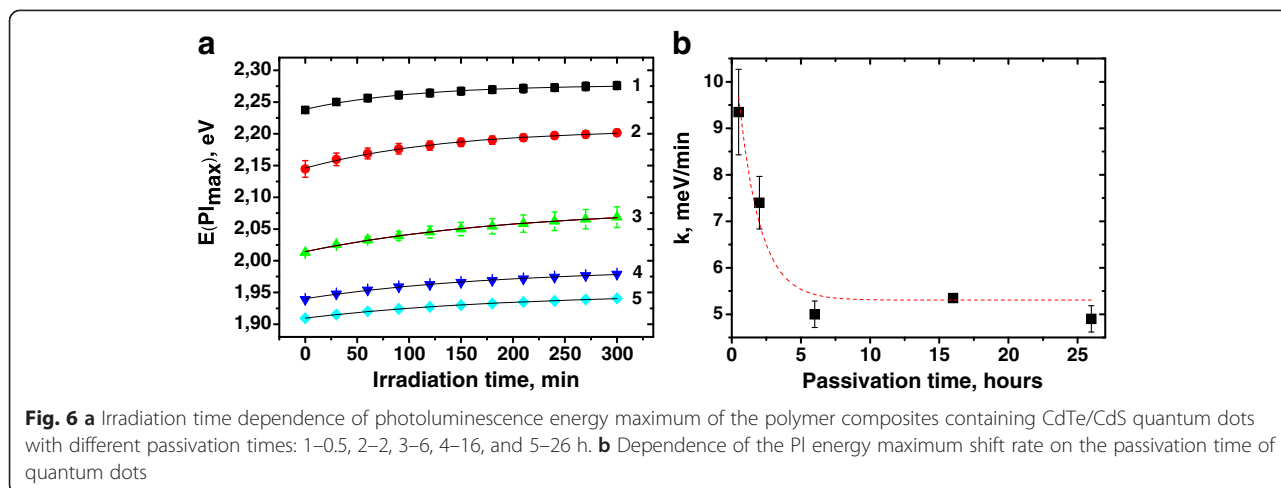 a
2,30
2,25
2,20
2,15
2,10
2,05
2,00
1,95
1,90
E(Pl max), eV
1
2
3
4
5
0 50 100 150 200 250 300
Irradiation time, min
b
10
9
8
7
6
5
4
k, meV/min
0 5 10 15 20 25
Passivation time, hours
Fig. 6 a Irradiation time dependence of photoluminescence energy maximum of the polymer composites containing CdTe/CdS quantum dots
with different passivation times: 1–0.5, 2–2, 3–6, 4–16, and 5–26 h. b Dependence of the Pl energy maximum shift rate on the passivation time of
quantum dots